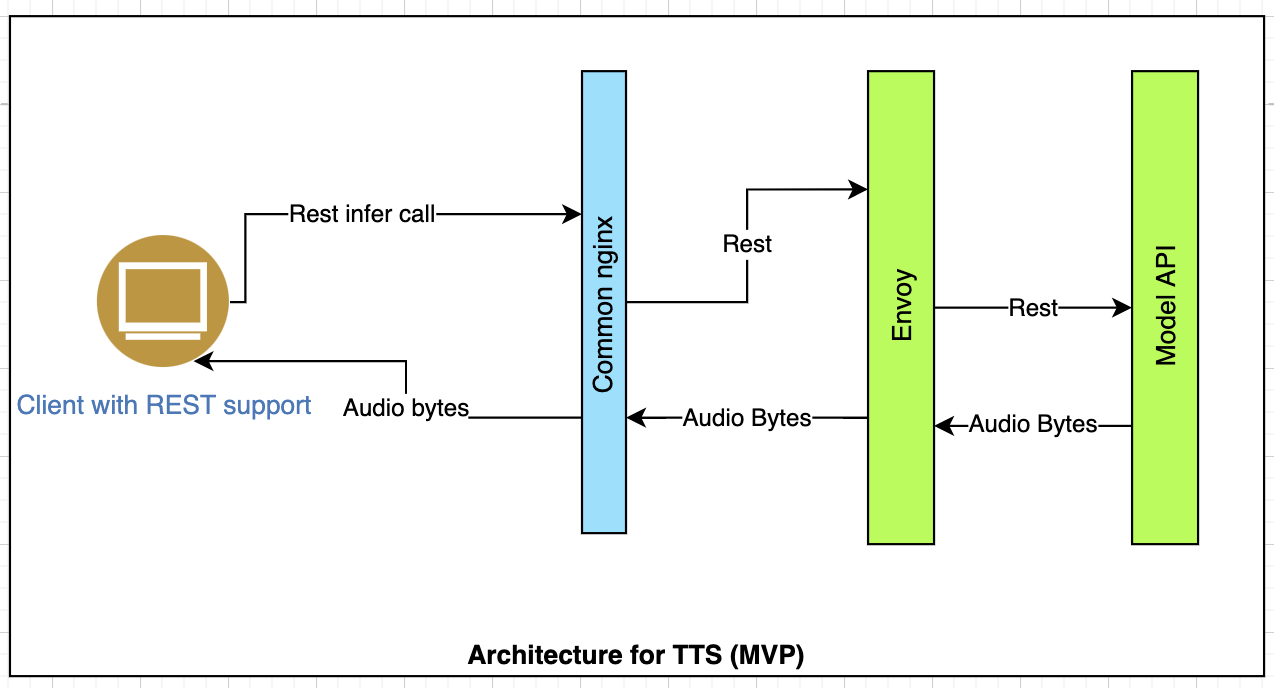 Rest infer call
Common nginx
Rest
Envoy
Rest
Model API
Client with REST support
Audio bytes
Audio Bytes
Audio Bytes
Architecture for TTS (MVP)